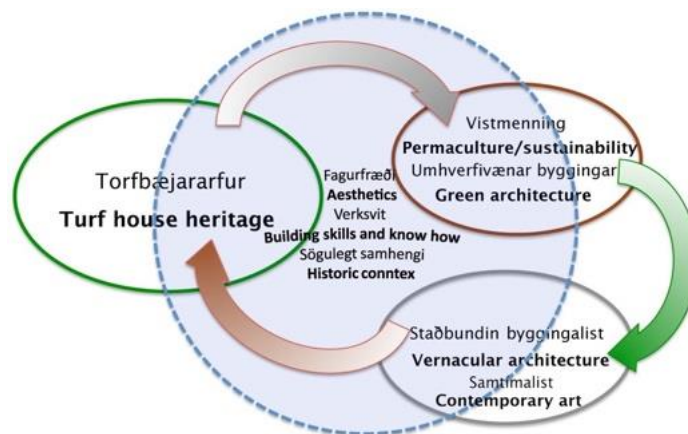 Torfbæjararfur
Turf house heritage
Fagurfræði
Aesthetics
Verksvit
Building skills and know how
Sögulegt samhengi
Historic conntex
Vistmenning
Permaculture/sustainability
Umhverfivænar byggingar
Green architecture
Staðbundin byggingalist
Vernacular architecture
Samtimalist
Contemporary art